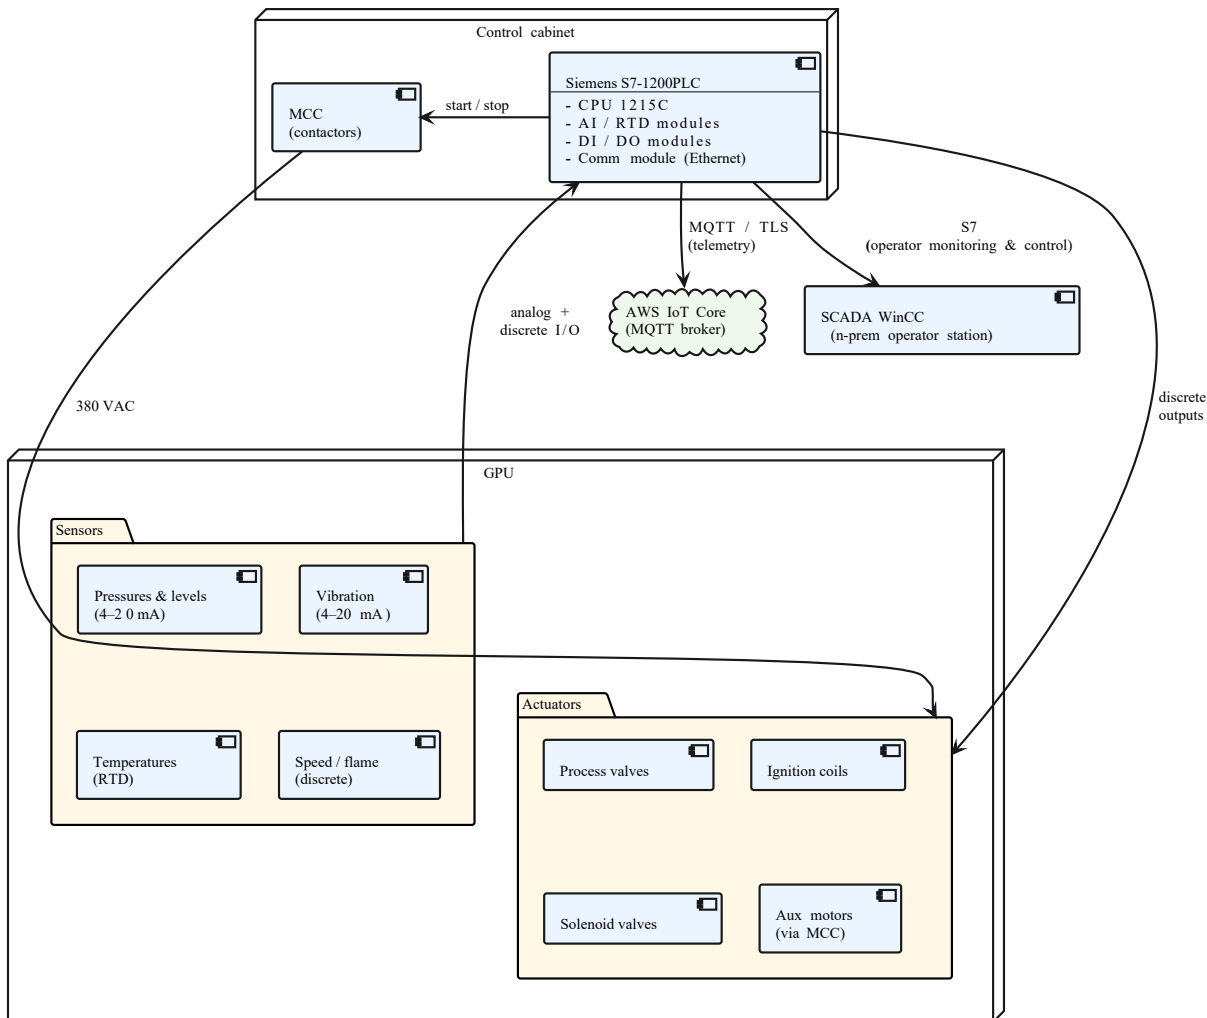 Control cabinet
Siemens S7-1200PLC
- CPU 1215C
- AI / RTD modules
- DI / DO modules
- Comm module (Ethernet)
MCC
(contactors)
start / stop
MQTT / TLS
(telemetry)
S7
(operator monitoring & control)
analog +
discrete I/O
AWS IoT Core
(MQTT broker)
SCADA WinCC
(n-prem operator station)
380 VAC
discrete
outputs
GPU
Sensors
Pressures & levels
(4–2 0 mA)
Vibration
(4–20 mA )
Temperatures
(RTD)
Speed / flame
(discrete)
Actuators
Process valves
Ignition coils
Solenoid valves
Aux motors
(via MCC)